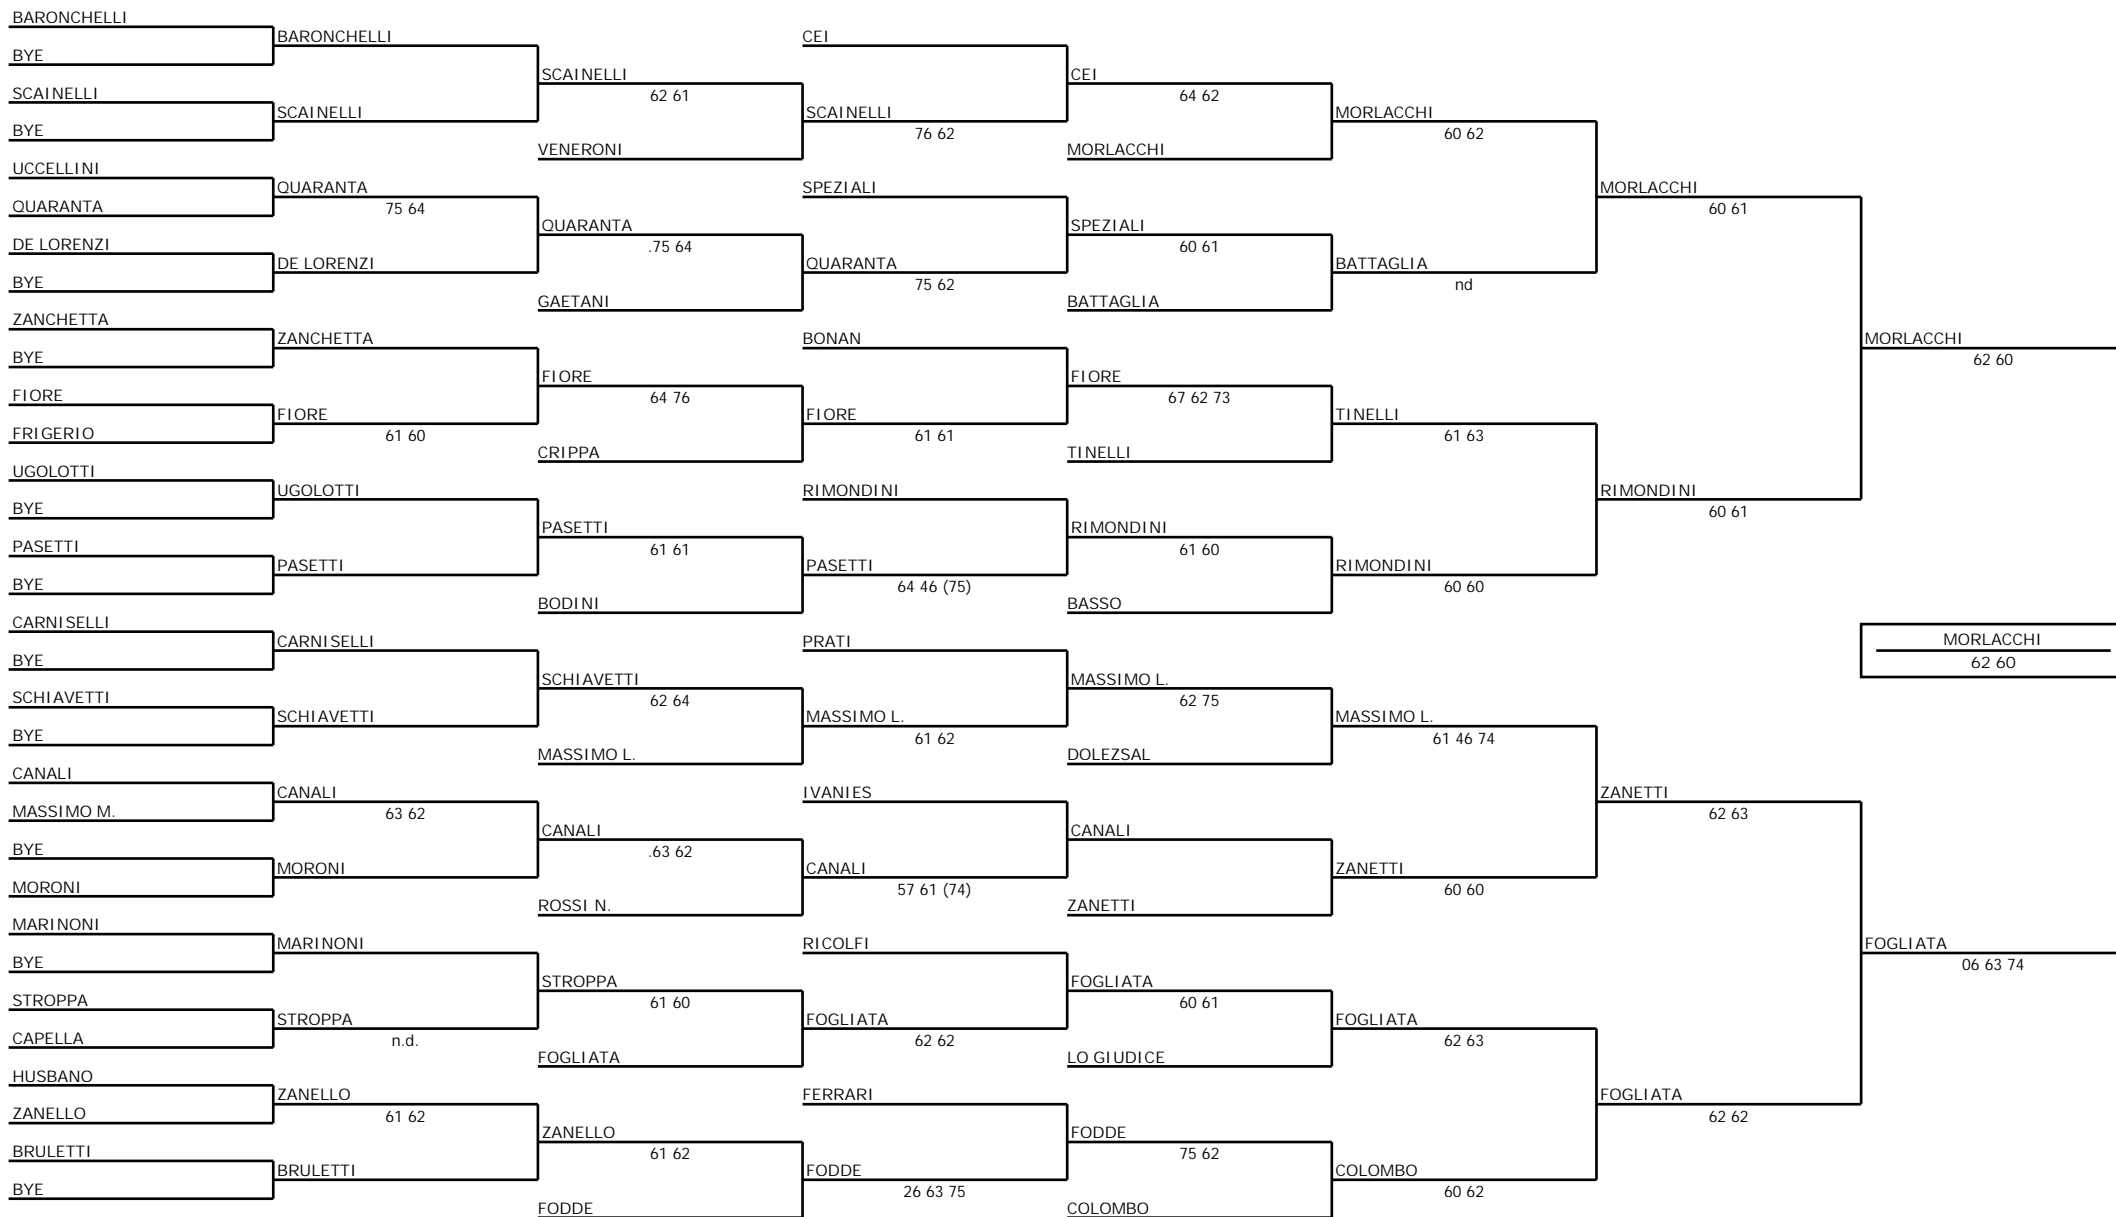 BARONCHELLI
BYE
SCAINELLI
BYE
UCCELLINI
QUARANTA
DE LORENZI
BYE
ZANCHETTA
BYE
FIORE
FRIGERIO
UGOLOTTI
BYE
PASETTI
BYE
CARNISELLI
BYE
SCHIAVETTI
BYE
CANALI
MASSIMO M.
BYE
MORONI
MARINONI
BYE
STROPPA
CAPELLA
HUSBANO
ZANELLO
BRULETTI
BYE
BARONCHELLI
SCAINELLI
QUARANTA
75 64
DE LORENZI
ZANCHETTA
FIORE
61 60
UGOLOTTI
PASETTI
CARNISELLI
SCHIAVETTI
CANALI
63 62
MORONI
MARINONI
STROPPA
n.d.
ZANELLO
61 62
BRULETTI
SCAINELLI
62 61
VENERONI
QUARANTA
.75 64
GAETANI
FIORE
64 76
CRIPPA
PASETTI
61 61
BODINI
SCHIAVETTI
62 64
MASSIMO L.
CANALI
.63 62
ROSSI N.
STROPPA
61 60
FOGLIATA
ZANELLO
61 62
FODDE
CEI
SCAINELLI
76 62
SPEZIALI
QUARANTA
75 62
BONAN
FIORE
61 61
RIMONDINI
PASETTI
64 46 (75)
PRATI
MASSIMO L.
61 62
IVANIES
CANALI
57 61 (74)
RICOLFI
FOGLIATA
62 62
FERRARI
FODDE
26 63 75
CEI
64 62
MORLACCHI
SPEZIALI
60 61
BATTAGLIA
FIORE
67 62 73
TINELLI
RIMONDINI
61 60
BASSO
MASSIMO L.
62 75
DOLEZSAL
CANALI
ZANETTI
FOGLIATA
60 61
LO GIUDICE
FODDE
75 62
COLOMBO
MORLACCHI
60 62
BATTAGLIA
nd
TINELLI
61 63
RIMONDINI
60 60
MASSIMO L.
61 46 74
ZANETTI
60 60
FOGLIATA
62 63
COLOMBO
60 62
MORLACCHI
60 61
RIMONDINI
60 61
ZANETTI
62 63
FOGLIATA
62 62
MORLACCHI
62 60
FOGLIATA
06 63 74
MORLACCHI
62 60